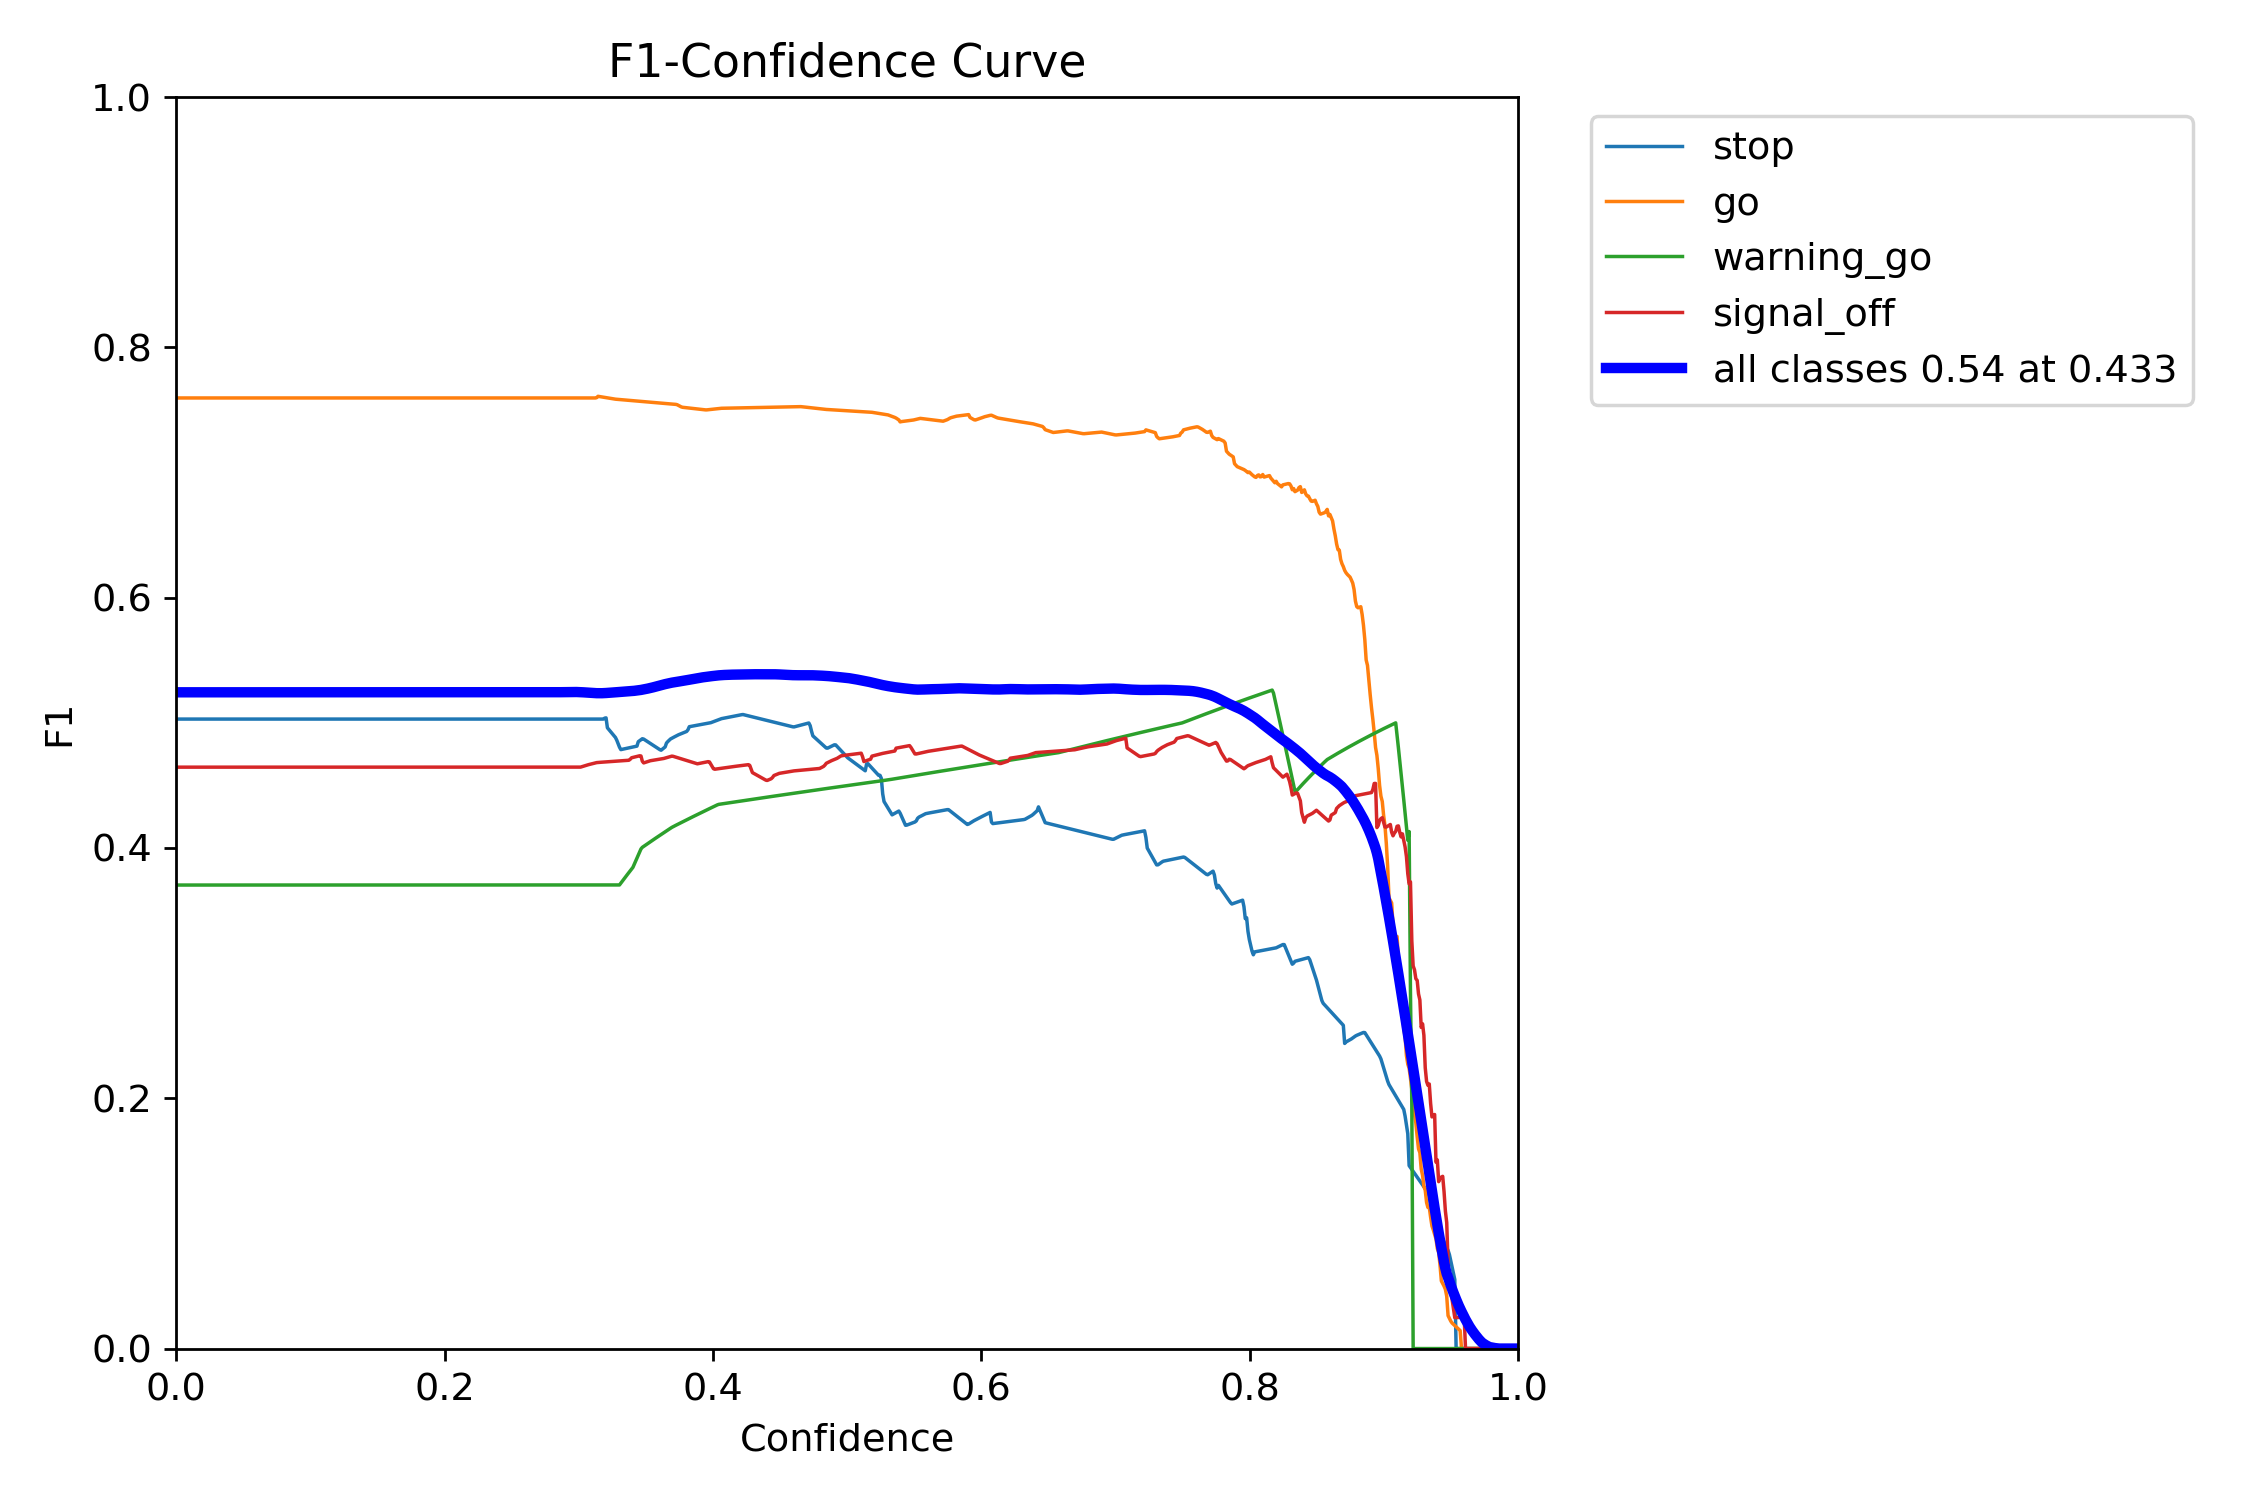 F1-Confidence Curve
1.0
0.8
0.6
0.4
0.2
0.0
F1
0.0 0.2 0.4 0.6 0.8 1.0
Confidence
stop
go
warning_go
signal_off
all classes 0.54 at 0.433